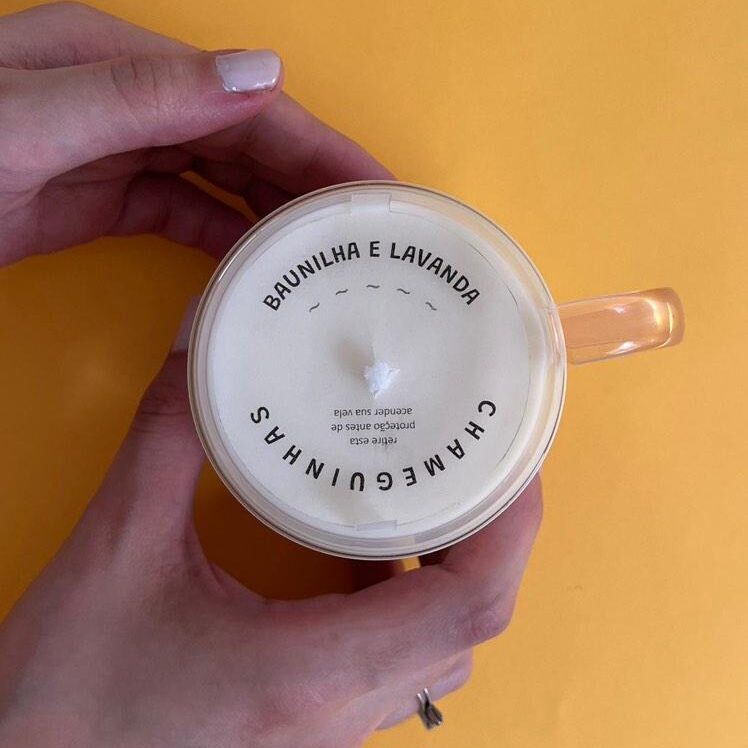 BAUNILHA E LAVANDA
~ ~ ~ ~ ~
CHAMEGUINHAS
retire esta
proteção antes de
acender sua vela